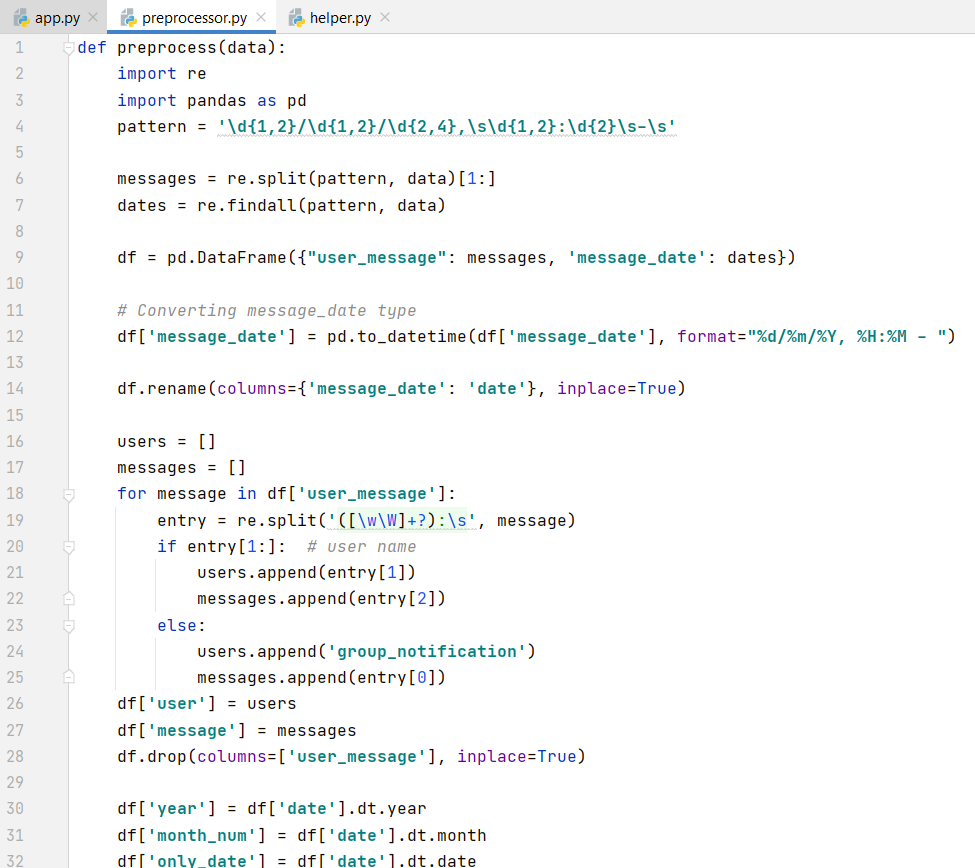 app.py × preprocessor.py × helper.py ×
1 def preprocess(data):
2     import re
3     import pandas as pd
4     pattern = '\d{1,2}/\d{1,2}/\d{2,4},\s\d{1,2}:\d{2}\s-\s'
5
6     messages = re.split(pattern, data)[1:]
7     dates = re.findall(pattern, data)
8
9     df = pd.DataFrame({"user_message": messages, 'message_date': dates})
10
11     # Converting message_date type
12     df['message_date'] = pd.to_datetime(df['message_date'], format="%d/%m/%Y, %H:%M - ")
13
14     df.rename(columns={'message_date': 'date'}, inplace=True)
15
16     users = []
17     messages = []
18     for message in df['user_message']:
19         entry = re.split('([\w\W]+?):\s', message)
20         if entry[1:]:  # user name
21             users.append(entry[1])
22             messages.append(entry[2])
23         else:
24             users.append('group_notification')
25             messages.append(entry[0])
26     df['user'] = users
27     df['message'] = messages
28     df.drop(columns=['user_message'], inplace=True)
29
30     df['year'] = df['date'].dt.year
31     df['month_num'] = df['date'].dt.month
32     df['only_date'] = df['date'].dt.date